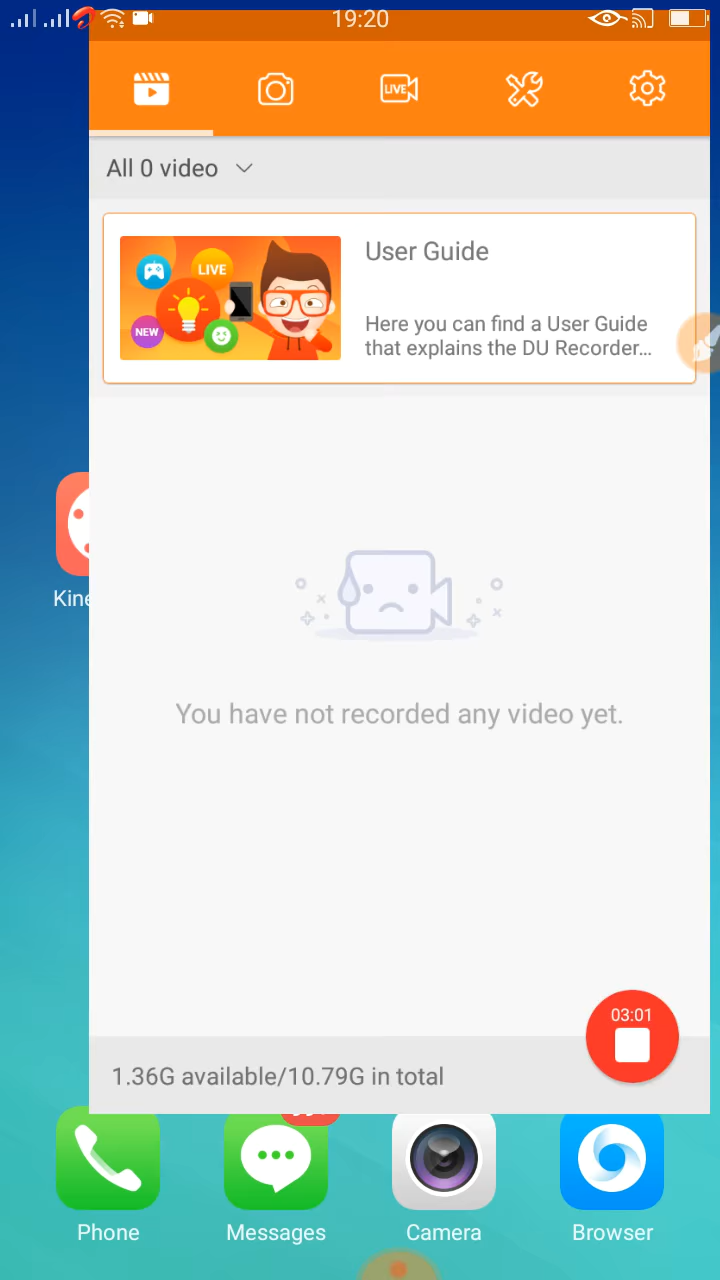 19:20
LIVE
All 0 video
LIVE
NEW
User Guide
Here you can find a User Guide
that explains the DU Recorder...
Kine
You have not recorded any video yet.
03:01
1.36G available/10.79G in total
Phone
Messages
Camera
Browser